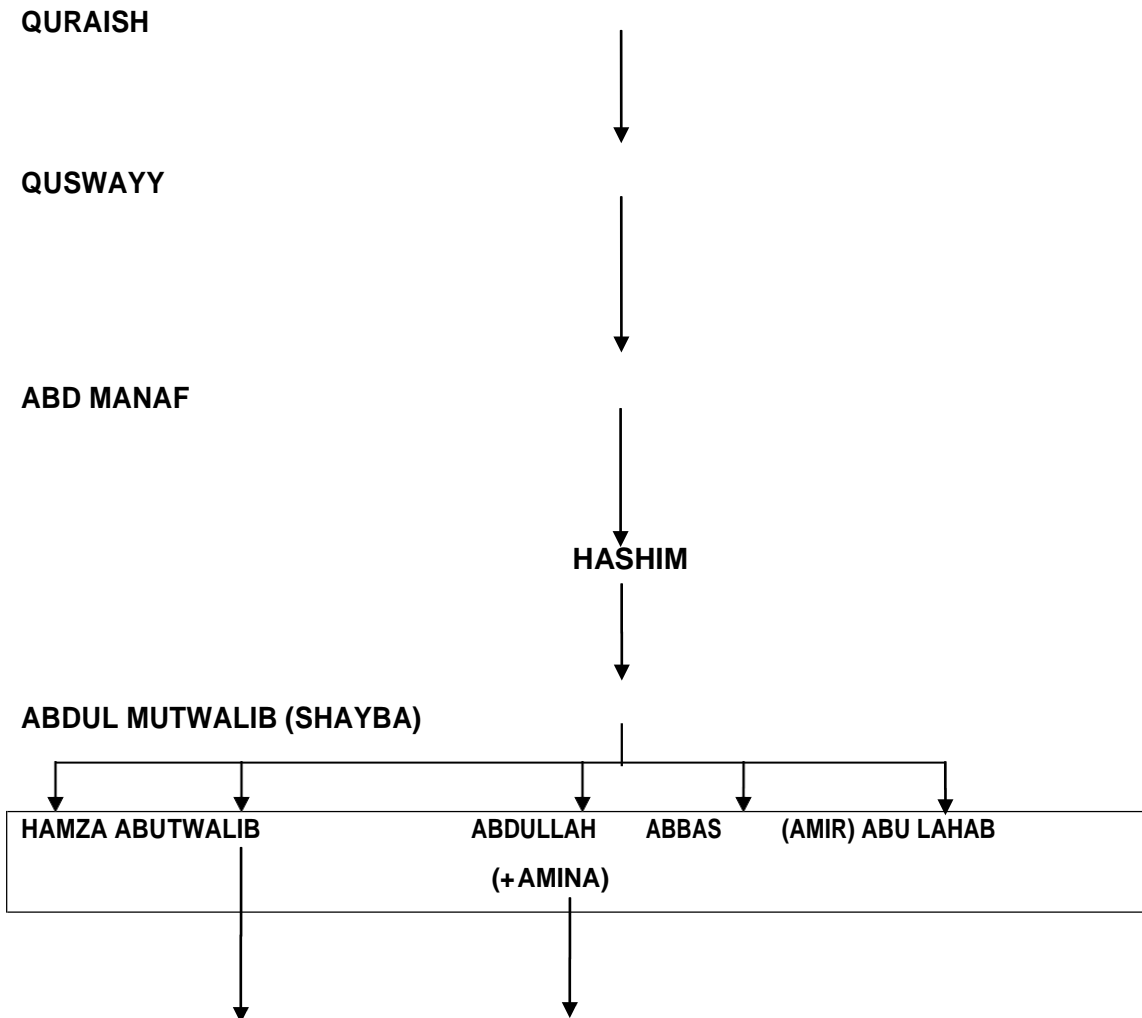 QURAISH
QUSWAYY
ABD MANAF
HASHIM
ABDUL MUTWALIB (SHAYBA)
HAMZA ABUTWALIB ABDULLAH ABBAS (AMIR) ABU LAHAB
(+AMINA)